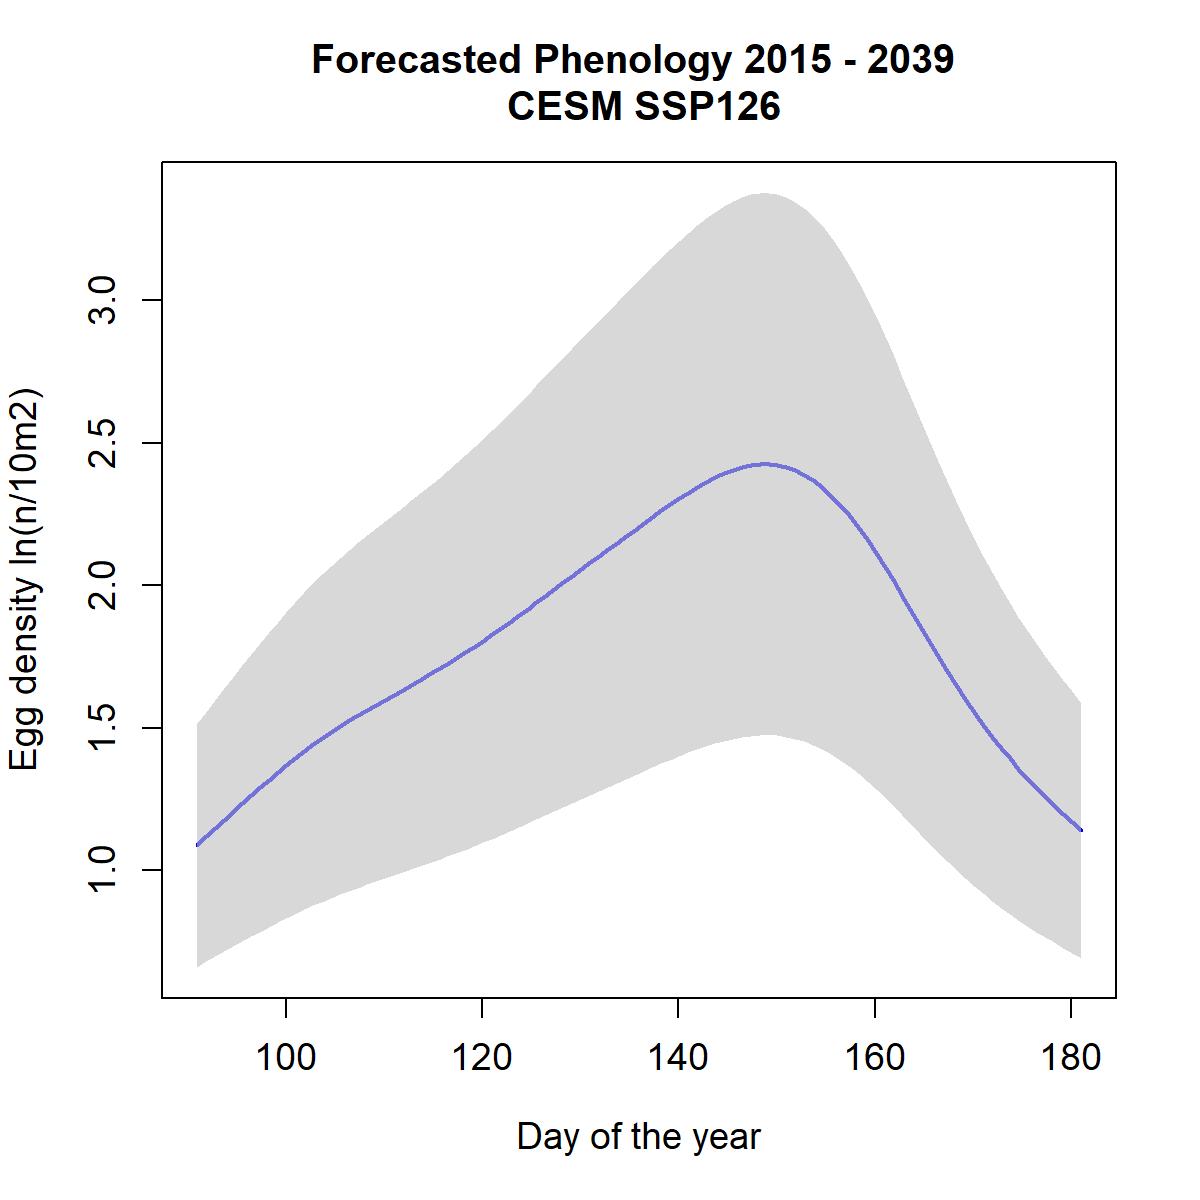 Forecasted Phenology 2015 - 2039
CESM SSP126
Egg density ln(n/10m2)
3.0
2.5
2.0
1.5
1.0
100 120 140 160 180
Day of the year